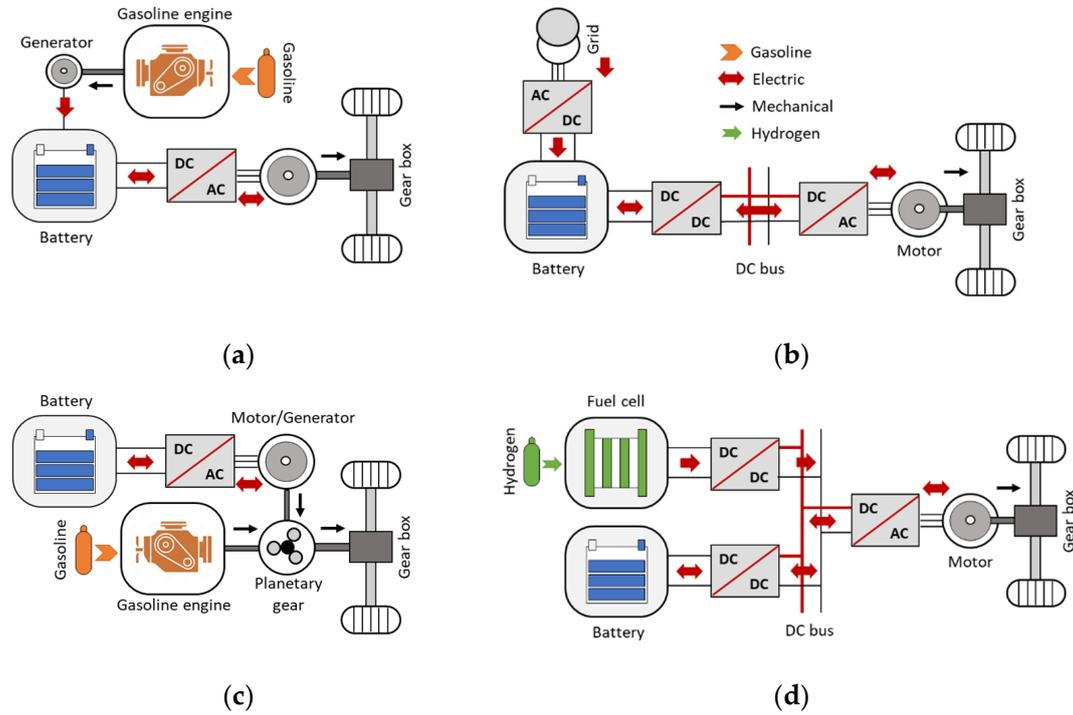 Gasoline engine
Generator
Gasoline
Battery
DC
AC
Gear box
(a)
Grid
AC
DC
Gasoline
Electric
Mechanical
Hydrogen
Battery
DC
DC
DC bus
DC
AC
Motor
Gear box
(b)
Battery
Motor/Generator
DC
AC
Gasoline
Gasoline engine
Planetary
gear
Gear box
(c)
Fuel cell
Hydrogen
DC
DC
Battery
DC
DC
DC bus
DC
AC
Motor
Gear box
(d)